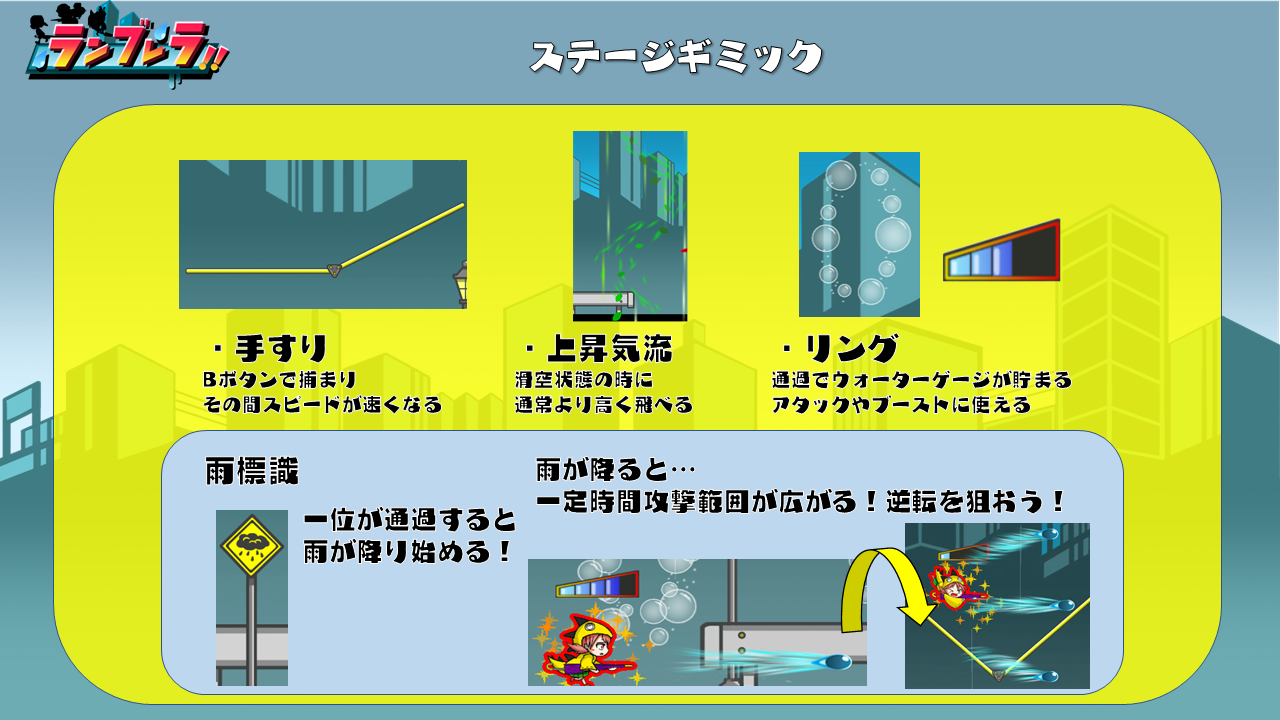 ランブレラ!!
ステージギミック
・手すり
Bボタンで捕まり
その間スピードが速くなる
・上昇気流
滑空状態の時に
通常より高く飛べる
・リング
通過でウォーターゲージが貯まる
アタックやブーストに使える
雨標識
一位が通過すると
雨が降り始める！
雨が降ると…
一定時間攻撃範囲が広がる！逆転を狙おう！